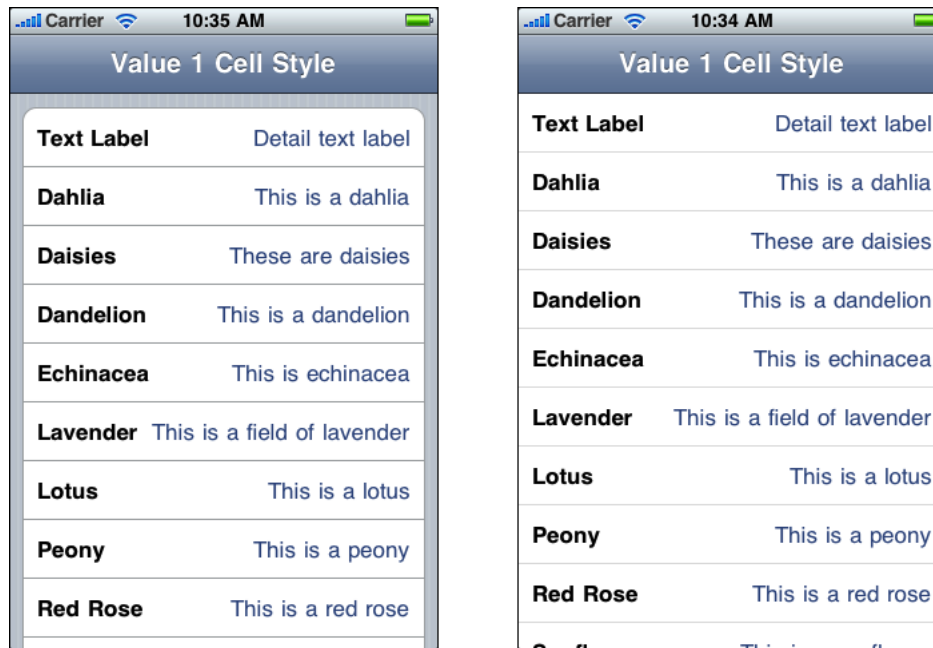 Carrier 10:35 AM
Value 1 Cell Style
Text Label Detail text label
Dahlia This is a dahlia
Daisies These are daisies
Dandelion This is a dandelion
Echinacea This is echinacea
Lavender This is a field of lavender
Lotus This is a lotus
Peony This is a peony
Red Rose This is a red rose
Carrier 10:34 AM
Value 1 Cell Style
Text Label Detail text label
Dahlia This is a dahlia
Daisies These are daisies
Dandelion This is a dandelion
Echinacea This is echinacea
Lavender This is a field of lavender
Lotus This is a lotus
Peony This is a peony
Red Rose This is a red rose